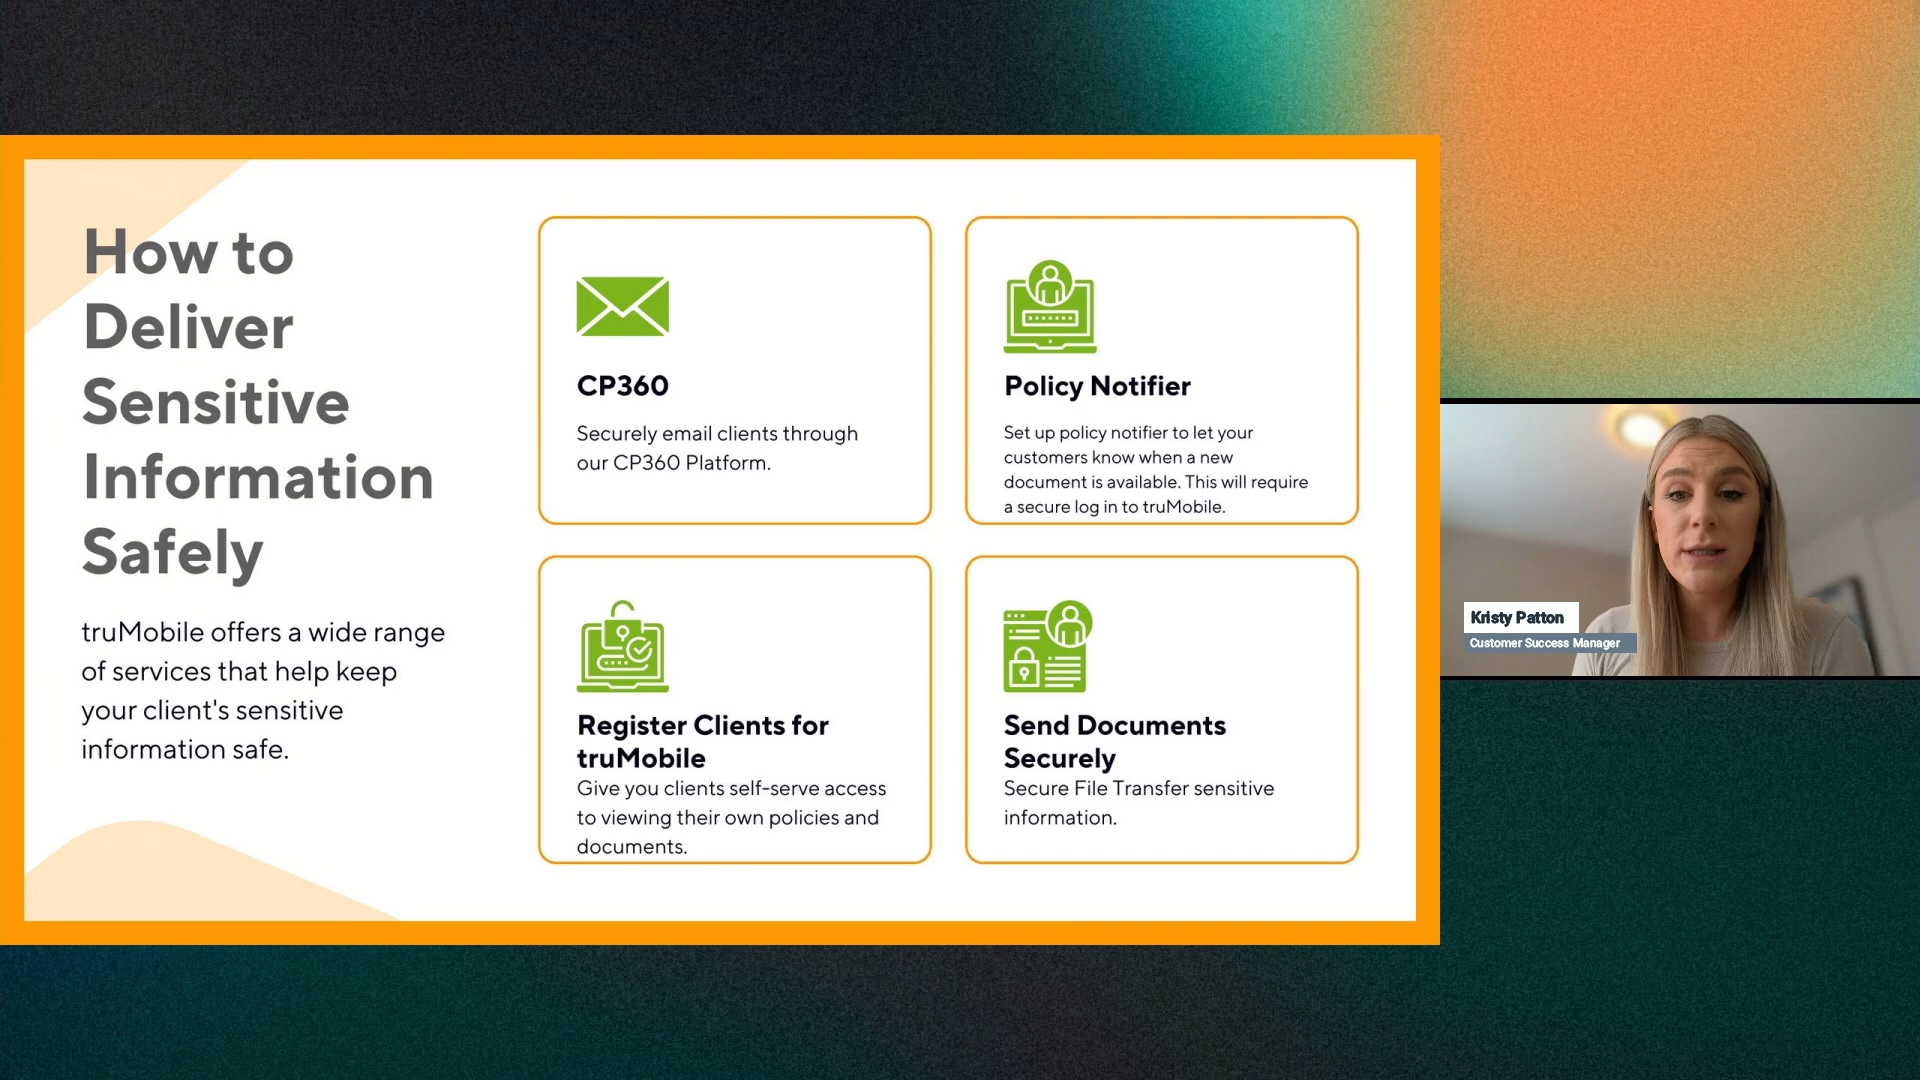 How to
Deliver
Sensitive
Information
Safely
truMobile offers a wide range
of services that help keep
your client's sensitive
information safe.
CP360
Securely email clients through
our CP360 Platform.
Policy Notifier
Set up policy notifier to let your
customers know when a new
document is available. This will require
a secure log in to truMobile.
Register Clients for
truMobile
Give you clients self-serve access
to viewing their own policies and
documents.
Send Documents
Securely
Secure File Transfer sensitive
information.
Kristy Patton
Customer Success Manager